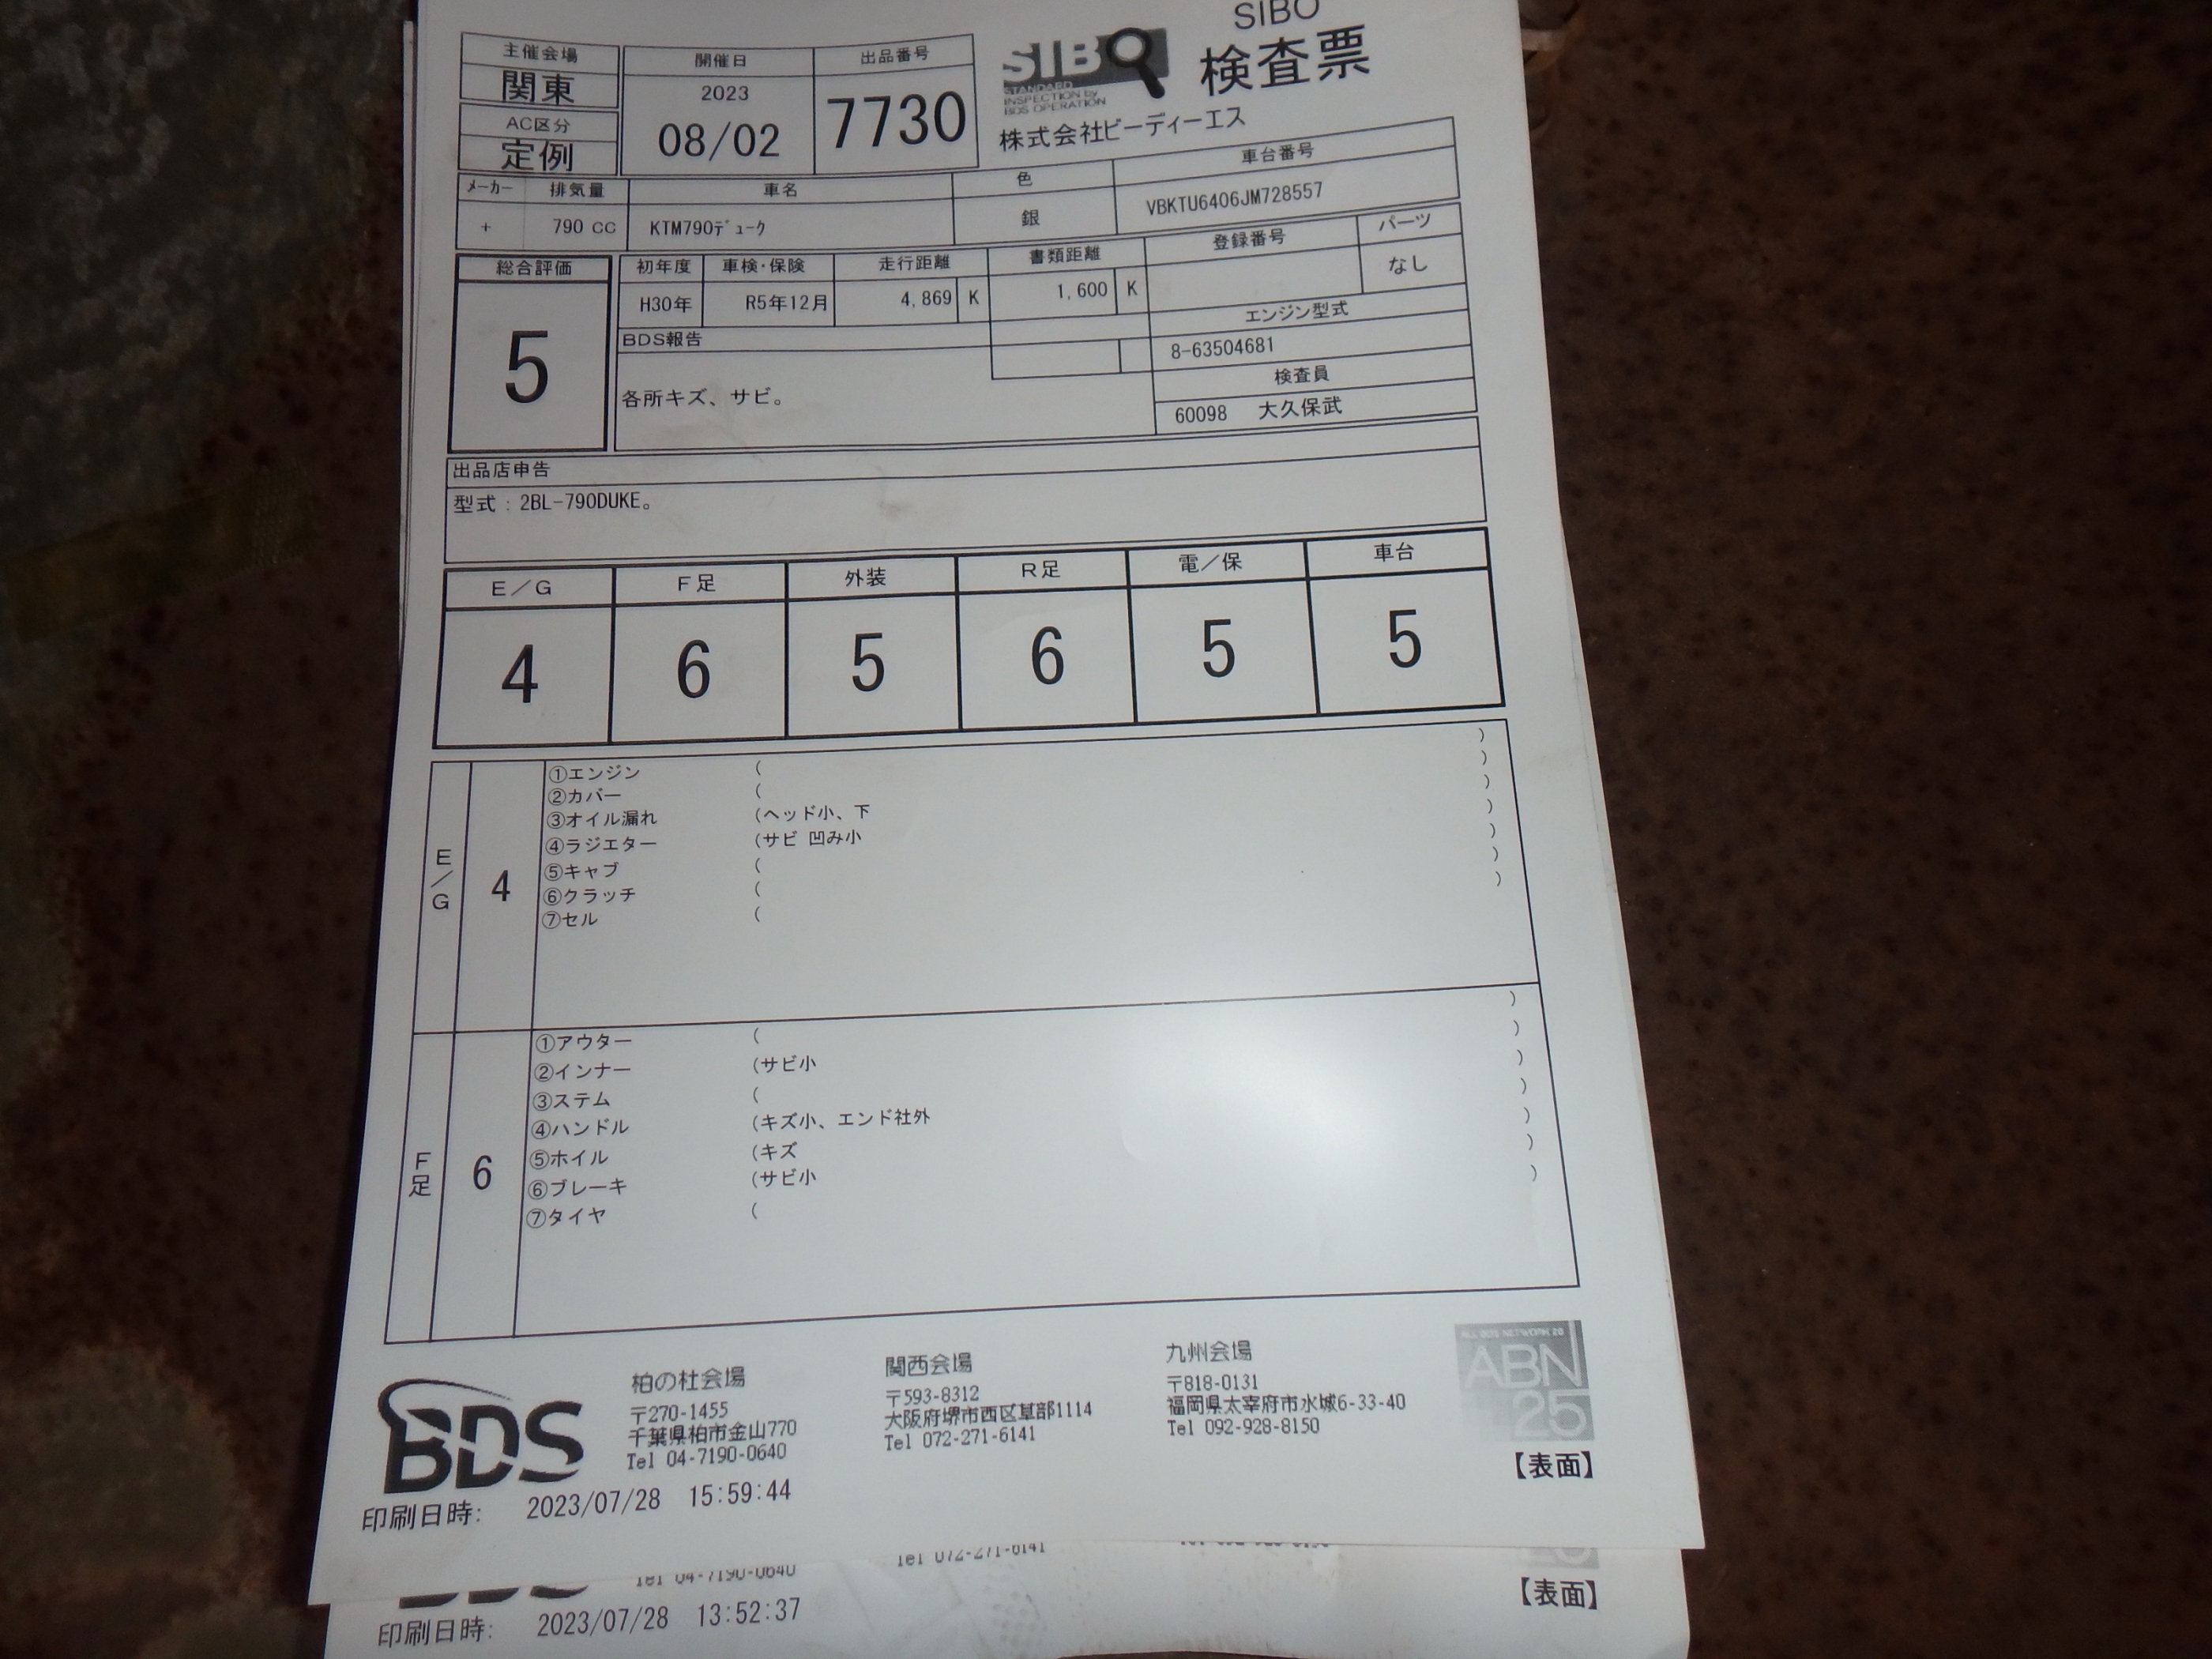 SIBO
検査票
主催会場
関東
AC区分
定例
開催日
2023
08/02
出品番号
7730
SIBO
STANDARD
INSPECTION by
BDS OPERATION
株式会社ビーディーエス
メーカー 排気量 車名 色 車台番号
+ 790 CC KTM790デューク 銀 VBKTU6406JM728557
総合評価
5
初年度 車検・保険 走行距離 書類距離 登録番号 パーツ
H30年 R5年12月 4,869 K 1,600 K なし
エンジン型式
8-63504681
BDS報告
各所キズ、サビ。
検査員
60098 大久保武
出品店申告
型式：2BL-790DUKE。
E／G F足 外装 R足 電／保 車台
4 6 5 6 5 5
E／G
4
①エンジン ( )
②カバー ( )
③オイル漏れ (ヘッド小、下 )
④ラジエター (サビ 凹み小 )
⑤キャブ ( )
⑥クラッチ ( )
⑦セル ( )
F足
6
①アウター ( )
②インナー (サビ小 )
③ステム ( )
④ハンドル (キズ小、エンド社外 )
⑤ホイル (キズ )
⑥ブレーキ (サビ小 )
⑦タイヤ ( )
BDS
柏の杜会場
〒270-1455
千葉県柏市金山770
Tel 04-7190-0640
関西会場
〒593-8312
大阪府堺市西区草部1114
Tel 072-271-6141
九州会場
〒818-0131
福岡県太宰府市水城6-33-40
Tel 092-928-8150
ALL BDS NETWORK 25
ABN
25
【表面】
印刷日時: 2023/07/28 15:59:44
Tel 04-7190-0640
Tel 072-271-6141
【表面】
印刷日時: 2023/07/28 13:52:37